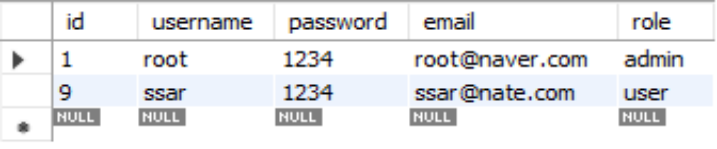 id username password email role
1 root 1234 root@naver.com admin
9 ssar 1234 ssar@nate.com user
NULL NULL NULL NULL NULL